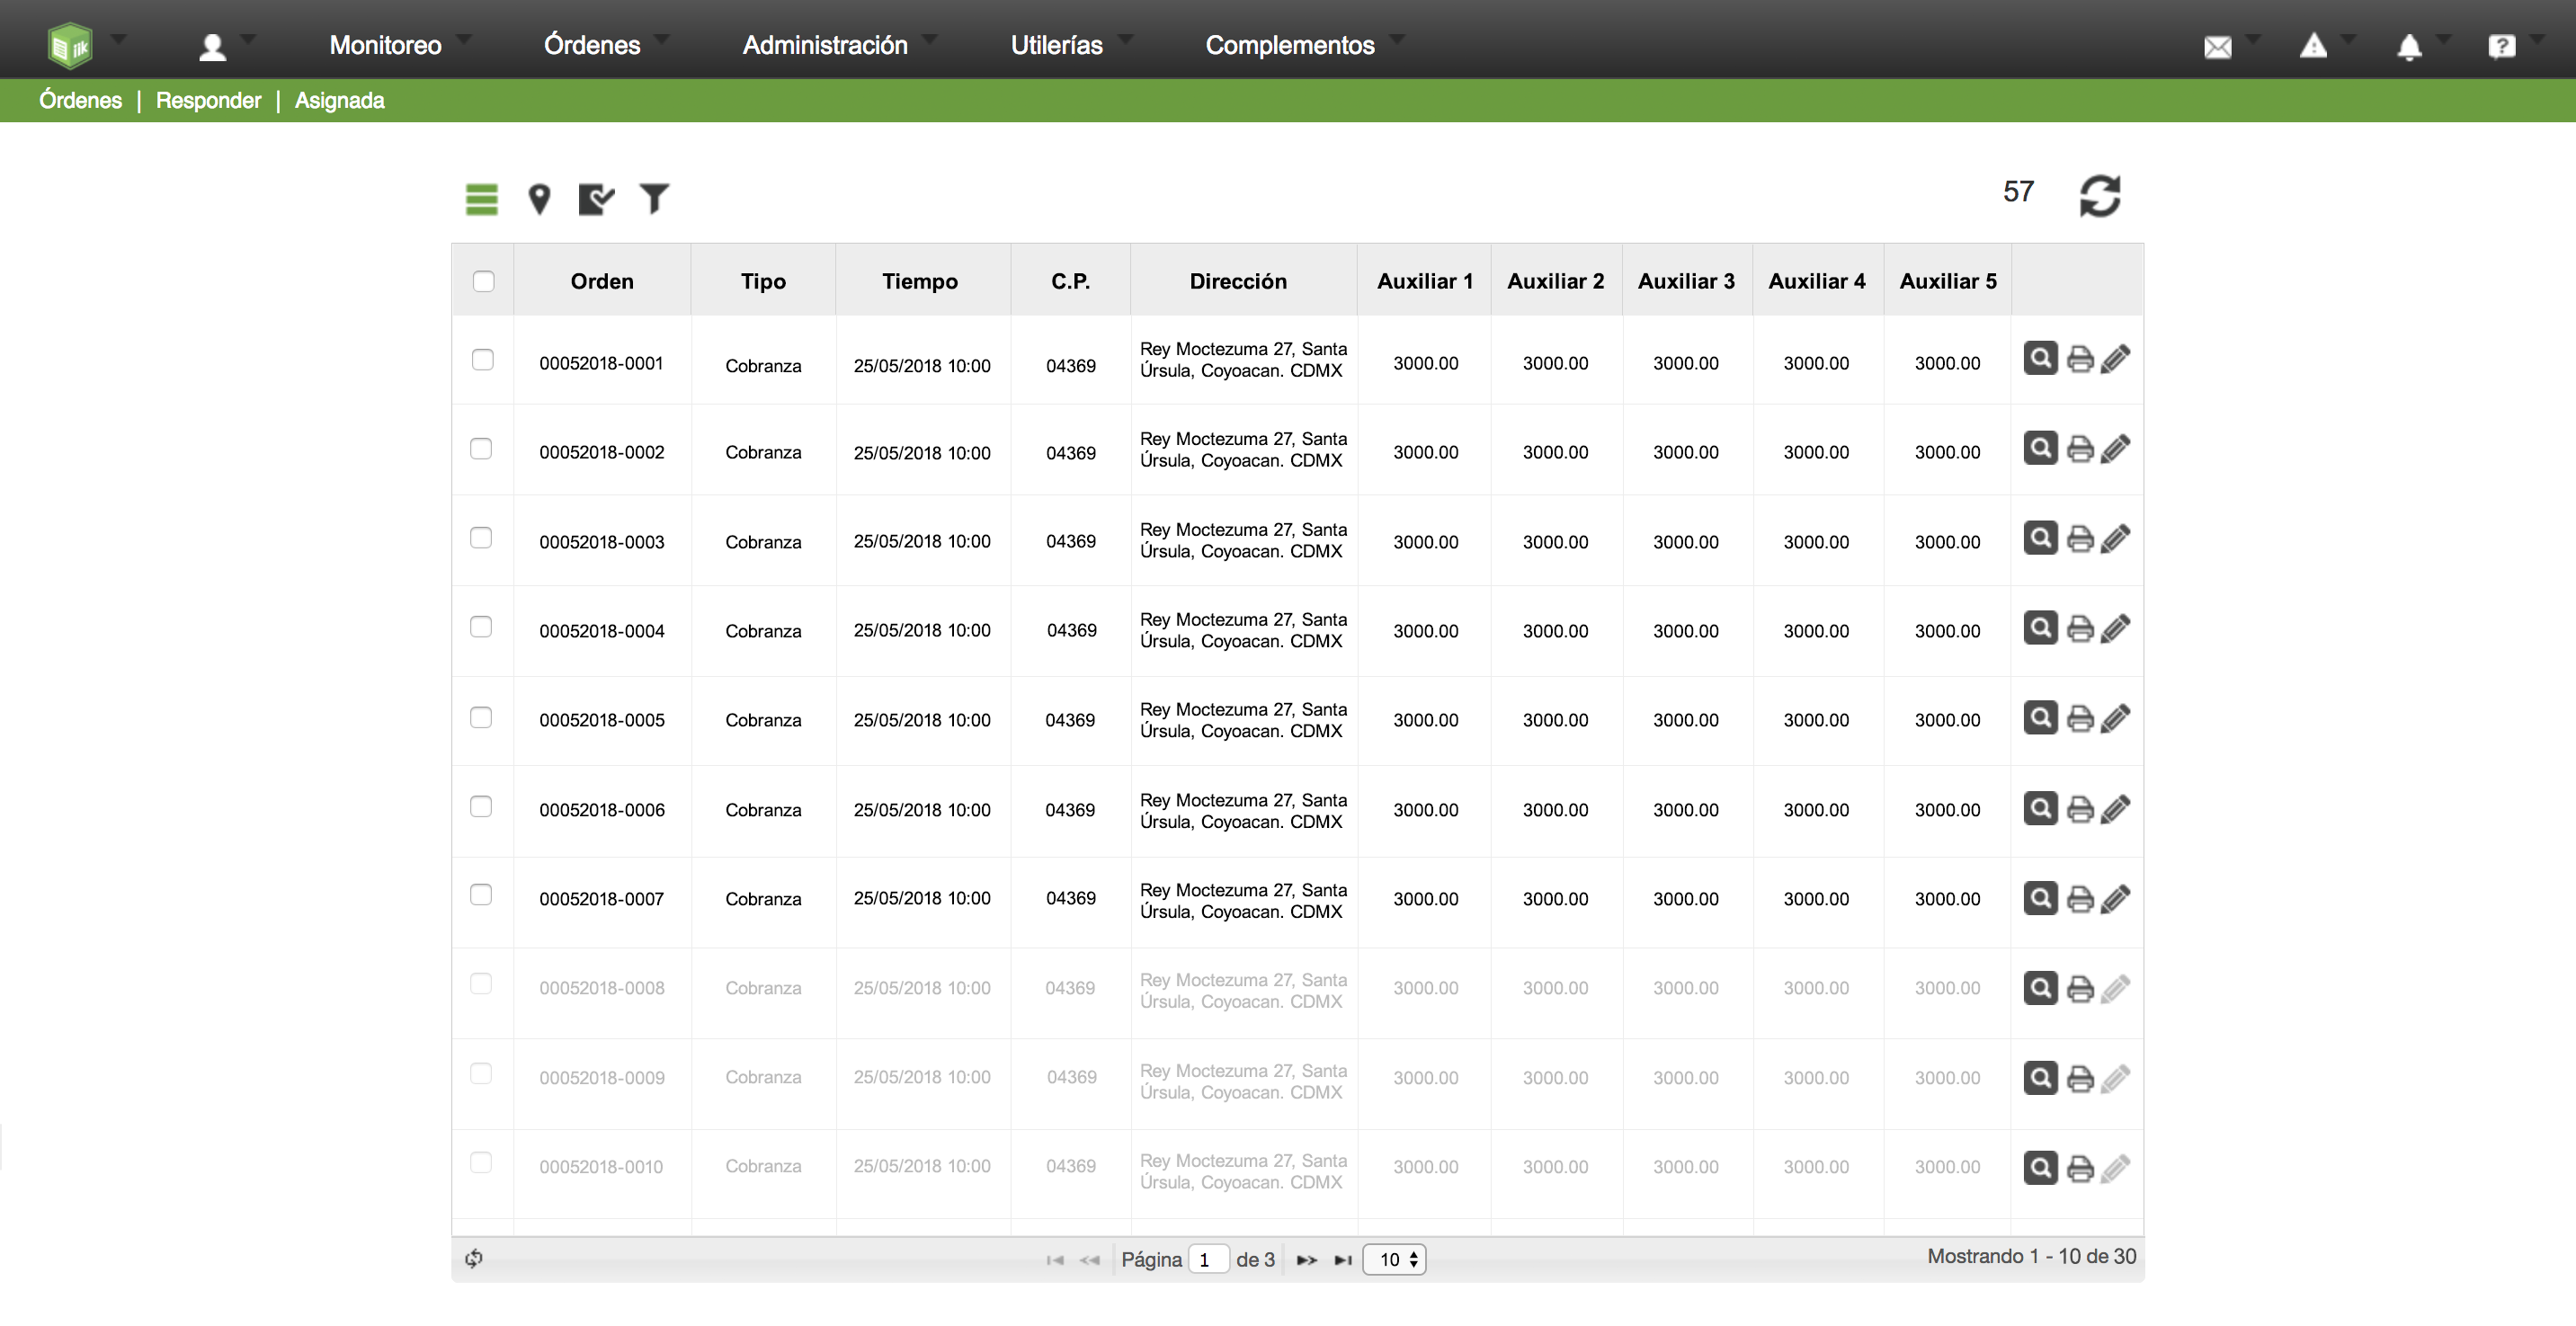 iik Monitoreo Órdenes Administración Utilerías Complementos ?
Órdenes | Responder | Asignada
57
Orden Tipo Tiempo C.P. Dirección Auxiliar 1 Auxiliar 2 Auxiliar 3 Auxiliar 4 Auxiliar 5
00052018-0001 Cobranza 25/05/2018 10:00 04369 Rey Moctezuma 27, Santa
Úrsula, Coyoacan. CDMX 3000.00 3000.00 3000.00 3000.00 3000.00
00052018-0002 Cobranza 25/05/2018 10:00 04369 Rey Moctezuma 27, Santa
Úrsula, Coyoacan. CDMX 3000.00 3000.00 3000.00 3000.00 3000.00
00052018-0003 Cobranza 25/05/2018 10:00 04369 Rey Moctezuma 27, Santa
Úrsula, Coyoacan. CDMX 3000.00 3000.00 3000.00 3000.00 3000.00
00052018-0004 Cobranza 25/05/2018 10:00 04369 Rey Moctezuma 27, Santa
Úrsula, Coyoacan. CDMX 3000.00 3000.00 3000.00 3000.00 3000.00
00052018-0005 Cobranza 25/05/2018 10:00 04369 Rey Moctezuma 27, Santa
Úrsula, Coyoacan. CDMX 3000.00 3000.00 3000.00 3000.00 3000.00
00052018-0006 Cobranza 25/05/2018 10:00 04369 Rey Moctezuma 27, Santa
Úrsula, Coyoacan. CDMX 3000.00 3000.00 3000.00 3000.00 3000.00
00052018-0007 Cobranza 25/05/2018 10:00 04369 Rey Moctezuma 27, Santa
Úrsula, Coyoacan. CDMX 3000.00 3000.00 3000.00 3000.00 3000.00
00052018-0008 Cobranza 25/05/2018 10:00 04369 Rey Moctezuma 27, Santa
Úrsula, Coyoacan. CDMX 3000.00 3000.00 3000.00 3000.00 3000.00
00052018-0009 Cobranza 25/05/2018 10:00 04369 Rey Moctezuma 27, Santa
Úrsula, Coyoacan. CDMX 3000.00 3000.00 3000.00 3000.00 3000.00
00052018-0010 Cobranza 25/05/2018 10:00 04369 Rey Moctezuma 27, Santa
Úrsula, Coyoacan. CDMX 3000.00 3000.00 3000.00 3000.00 3000.00
Página 1 de 3 10 Mostrando 1 - 10 de 30